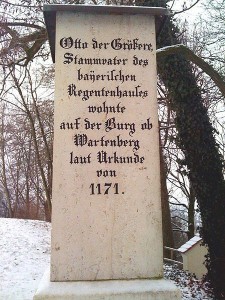 Otto der Größere,
Stammvater des
bayerischen
Regentenhauses
wohnte
auf der Burg ob
Wartenberg
laut Urkunde
von
1171.